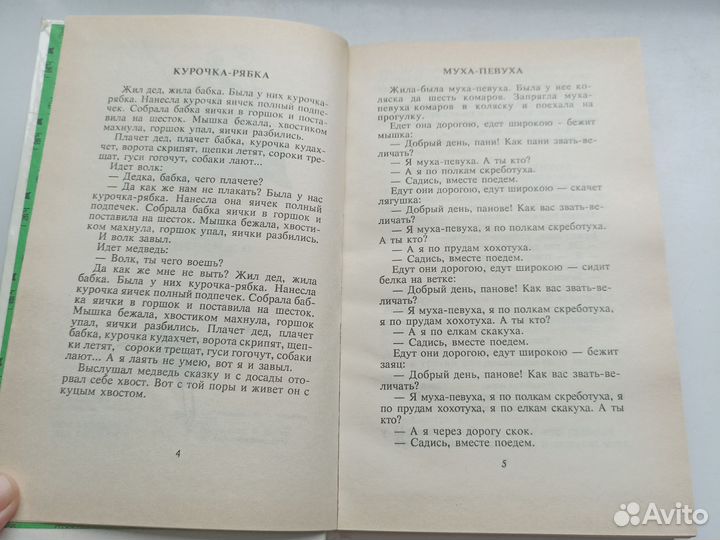 КУРОЧКА-РЯБКА
Жил дед, жила бабка. Была у них курочка-
рябка. Нанесла курочка яичек полный подпе-
чек. Собрала бабка яички в горшок и постави-
ла на шесток. Мышка бежала, хвостиком
махнула, горшок упал, яички разбились.
Плачет дед, плачет бабка, курочка кудах-
чет, ворота скрипят, щепки летят, сороки тре-
щат, гуси гогочут, собаки лают...
Идет волк:
— Дедка, бабка, чего плачете?
— Да как же нам не плакать? Была у нас
курочка-рябка. Нанесла она яичек полный под-
печек. Собрала бабка яички в горшок и поста-
вила на шесток. Мышка бежала, хвости-
ком махнула, горшок упал, яички разбились.
И волк завыл.
Идет медведь:
— Волк, ты чего воешь?
Да как же мне не выть? Жил дед, жила
бабка. Была у них курочка-рябка. Нанесла
курочка яичек полный подпечек. Собрала баб-
ка яички в горшок и поставила на шесток.
Мышка бежала, хвостиком махнула, горшок
упал, яички разбились. Плачет дед, плачет
бабка, курочка кудахчет, ворота скрипят, щеп-
ки летят, сороки трещат, гуси гогочут, собаки
лают... А я лаять не умею, вот я и завыл.
Выслушал медведь сказку и с досады ото-
рвал себе хвост. Вот с той поры и живет он с
куцым хвостом.
4
МУХА-ПЕВУХА
Жила-была муха-певуха. Была у нее ко-
ляска да шесть комаров. Запрягла муха-
певуха комаров в коляску и поехала на
прогулку.
Едет она дорогою, едет широкою – бежит
мышка:
— Добрый день, пани! Как пани звать-ве-
личать?
— Я муха-певуха. А ты кто?
— А я по полкам скреботуха.
— Садись, вместе поедем.
Едут они дорогою, едут широкою — скачет
лягушка:
— Добрый день, панове! Как вас звать-ве-
личать?
— Я муха-певуха, я по полкам скреботуха.
А ты кто?
— А я по прудам хохотуха.
— Садись, вместе поедем.
Едут они дорогою, едут широкою — сидит
белка на ветке:
— Добрый день, панове! Как вас звать-ве-
личать?
— Я муха-певуха, я по полкам скреботуха,
я по прудам хохотуха. А ты кто?
— А я по елкам скакуха.
— Садись, вместе поедем.
Едут они дорогою, едут широкою — бежит
заяц:
— Добрый день, панове! Как вас звать-ве-
личать?
— Я муха-певуха, я по полкам скреботуха, я
по прудам хохотуха, я по елкам скакуха. А ты
кто?
— А я через дорогу скок.
— Садись, вместе поедем.
5
Avito